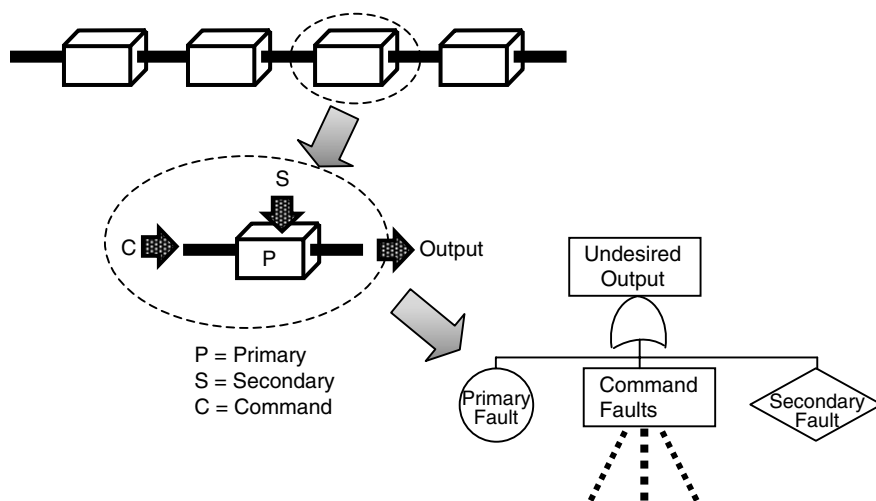 S
C
P
Output
P = Primary
S = Secondary
C = Command
Undesired
Output
Primary
Fault
Command
Faults
Secondary
Fault